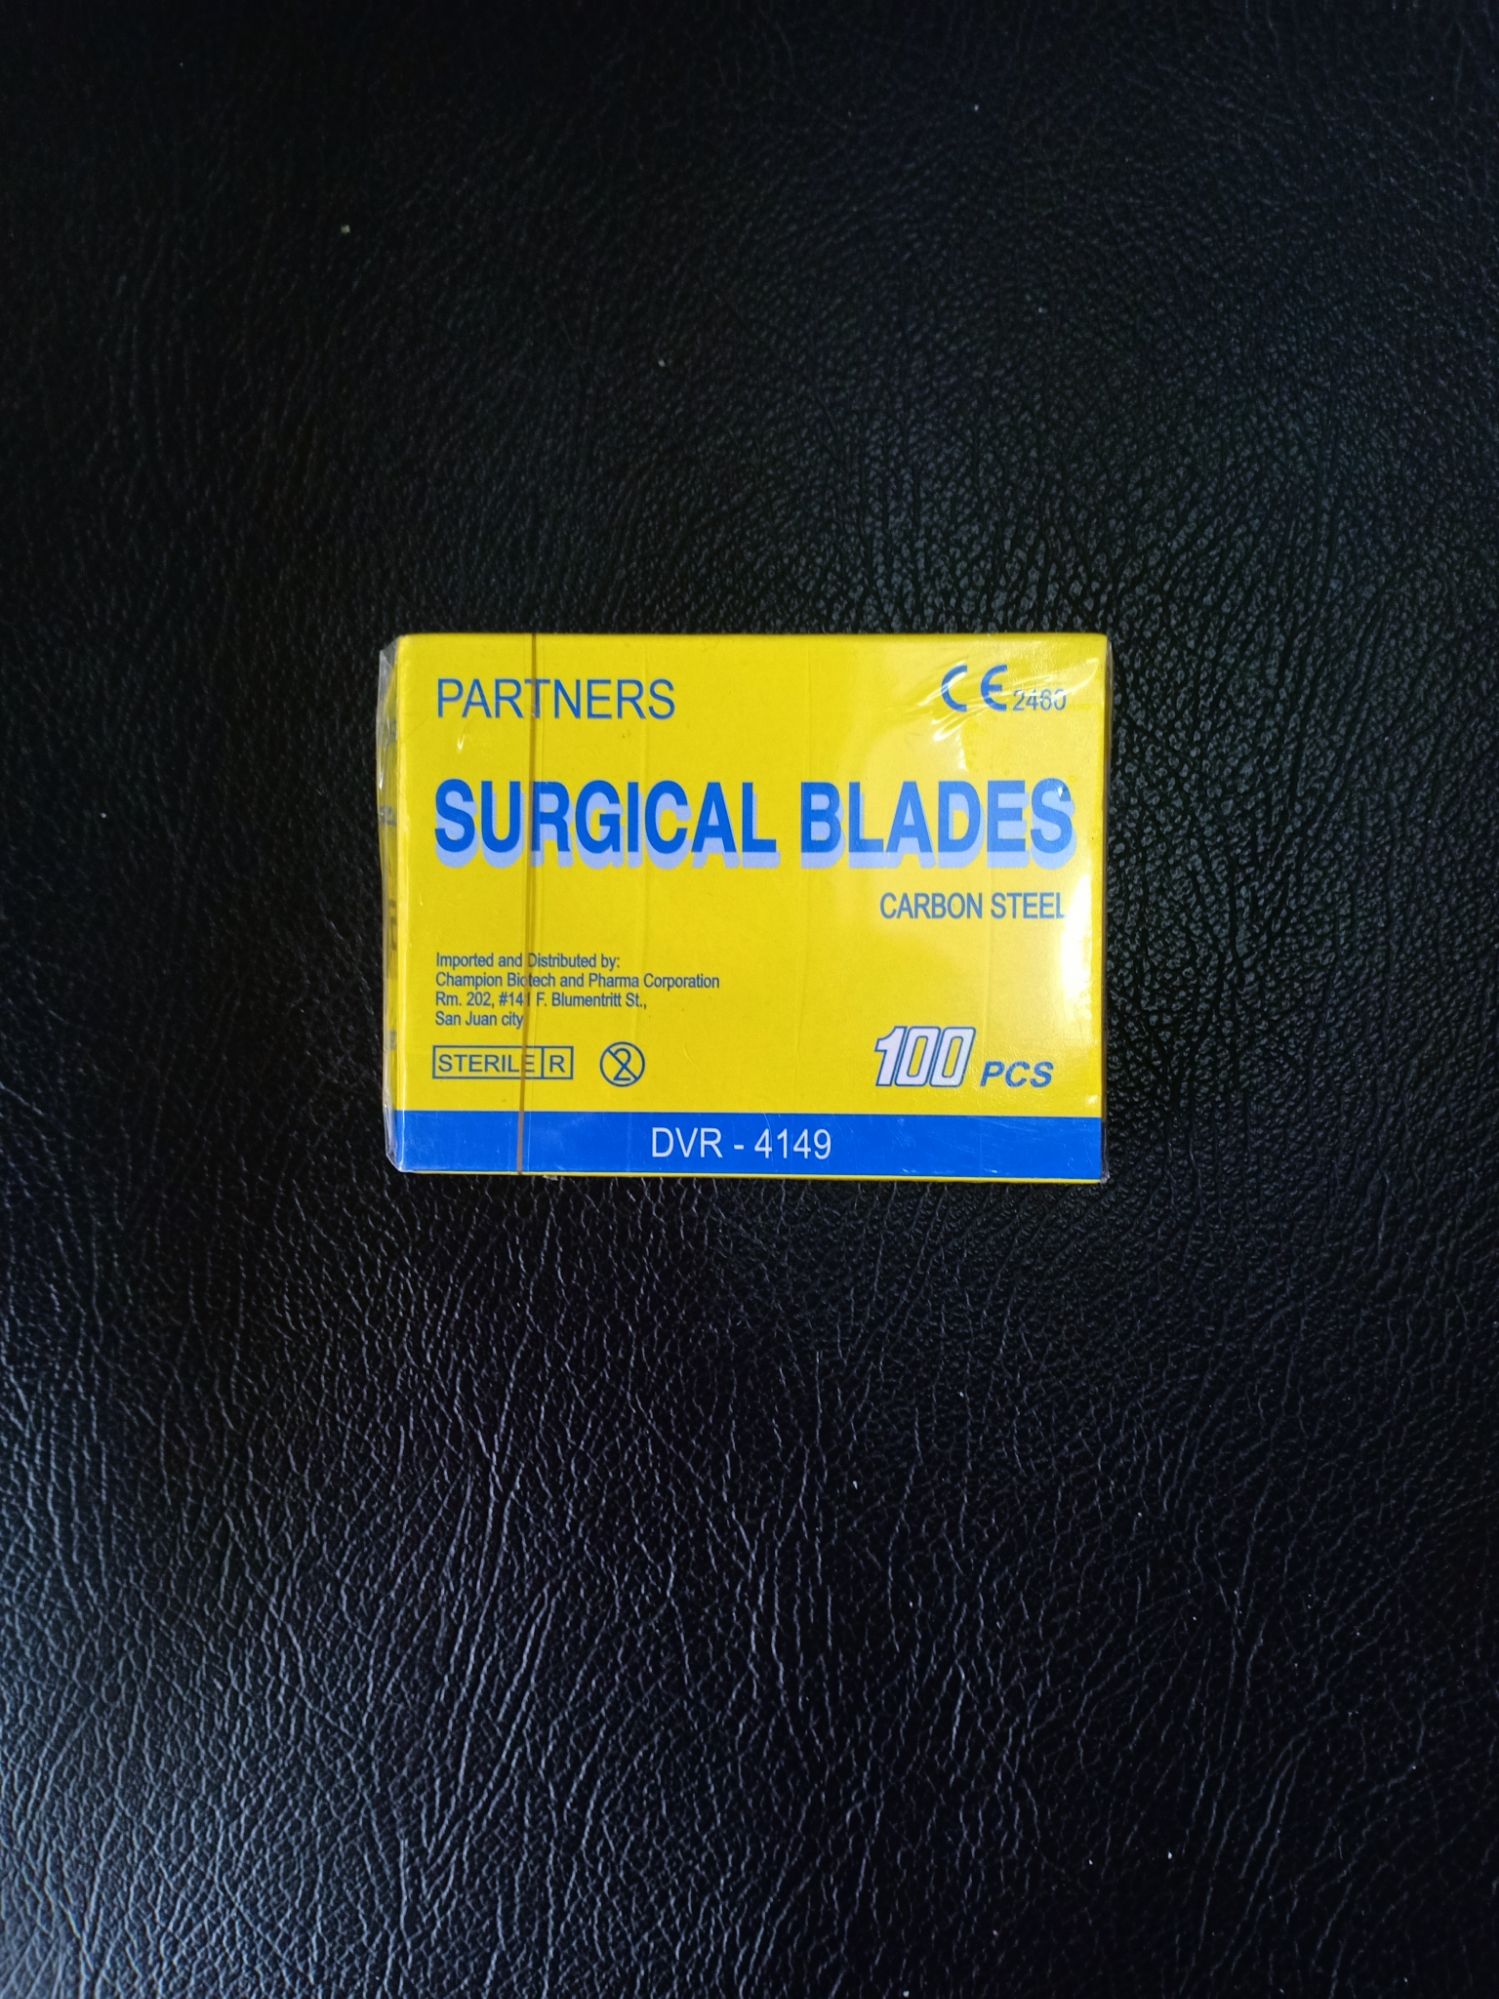 PARTNERS
CE 2460
SURGICAL BLADES
CARBON STEEL
Imported and Distributed by:
Champion Biotech and Pharma Corporation
Rm. 202, #141 F. Blumentritt St.,
San Juan city
STERILE R
2
100 PCS
DVR - 4149